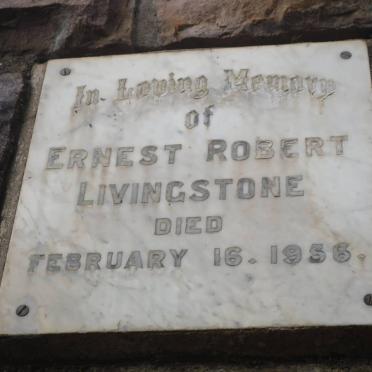 In Loving Memory
of
ERNEST ROBERT
LIVINGSTONE
DIED
FEBRUARY 16. 1956.